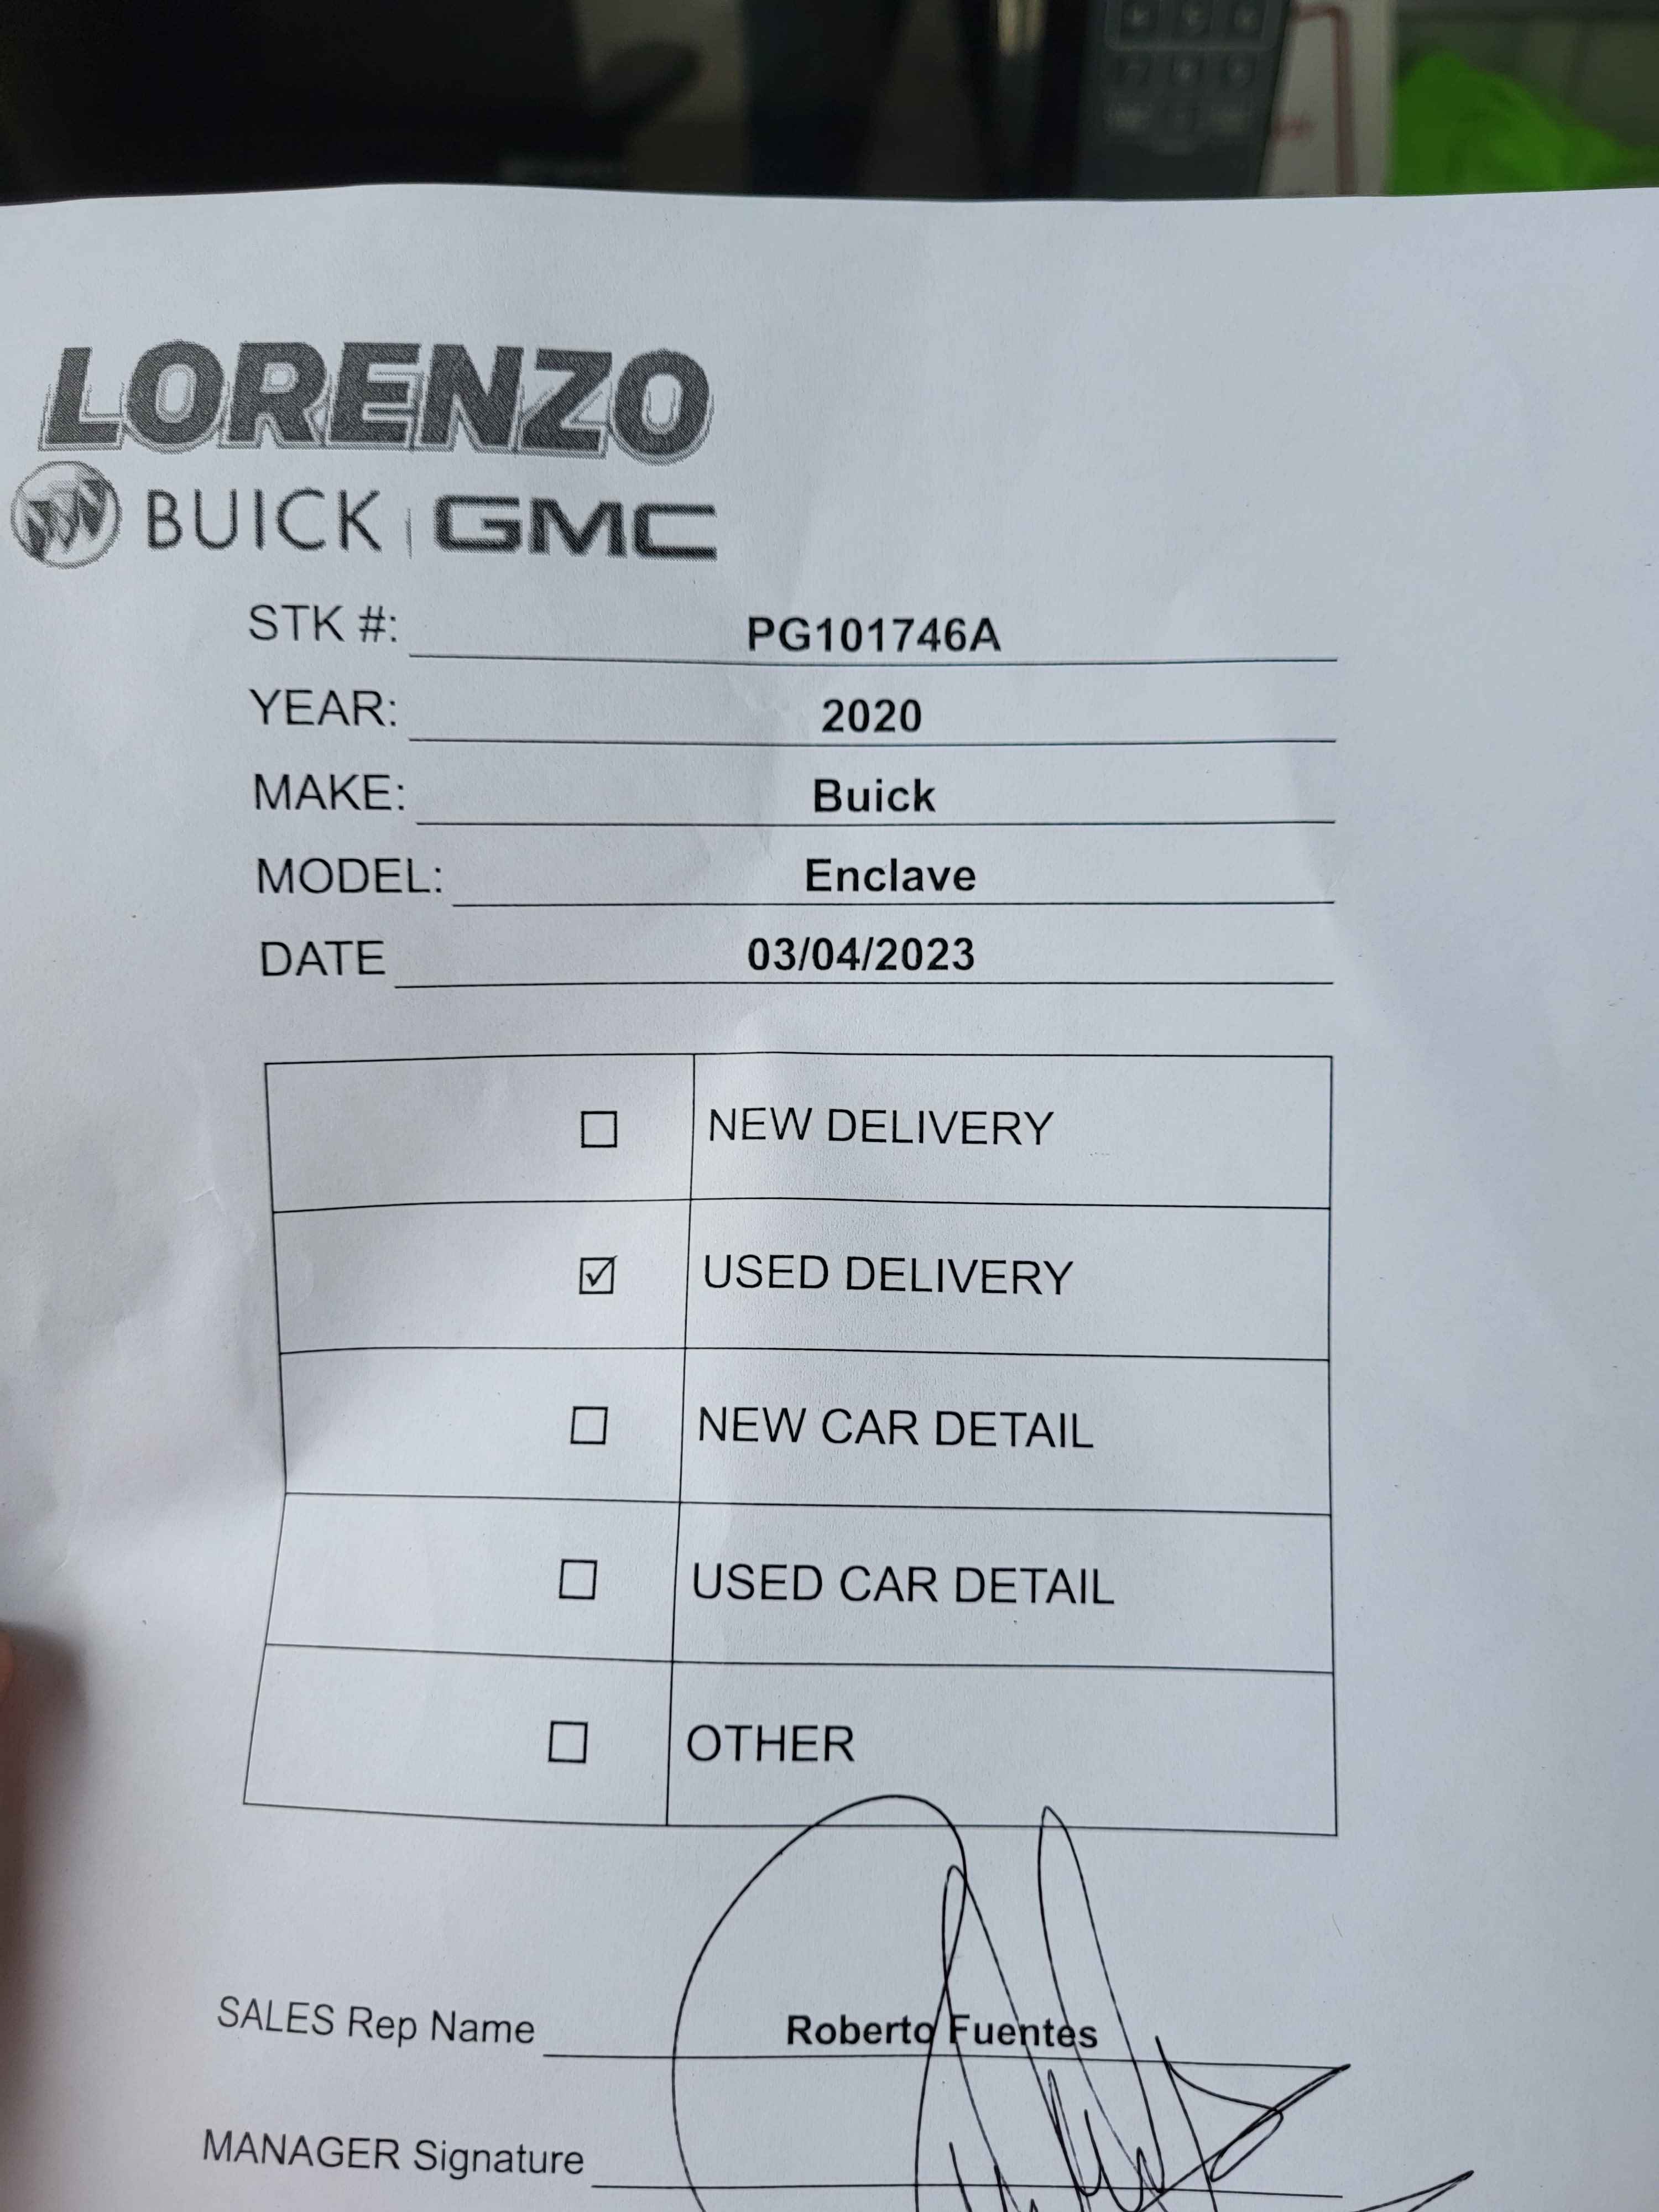 LORENZO
BUICK | GMC
STK #: PG101746A
YEAR: 2020
MAKE: Buick
MODEL: Enclave
DATE 03/04/2023
☐ NEW DELIVERY
☑ USED DELIVERY
☐ NEW CAR DETAIL
☐ USED CAR DETAIL
☐ OTHER
SALES Rep Name Roberto Fuentes
MANAGER Signature